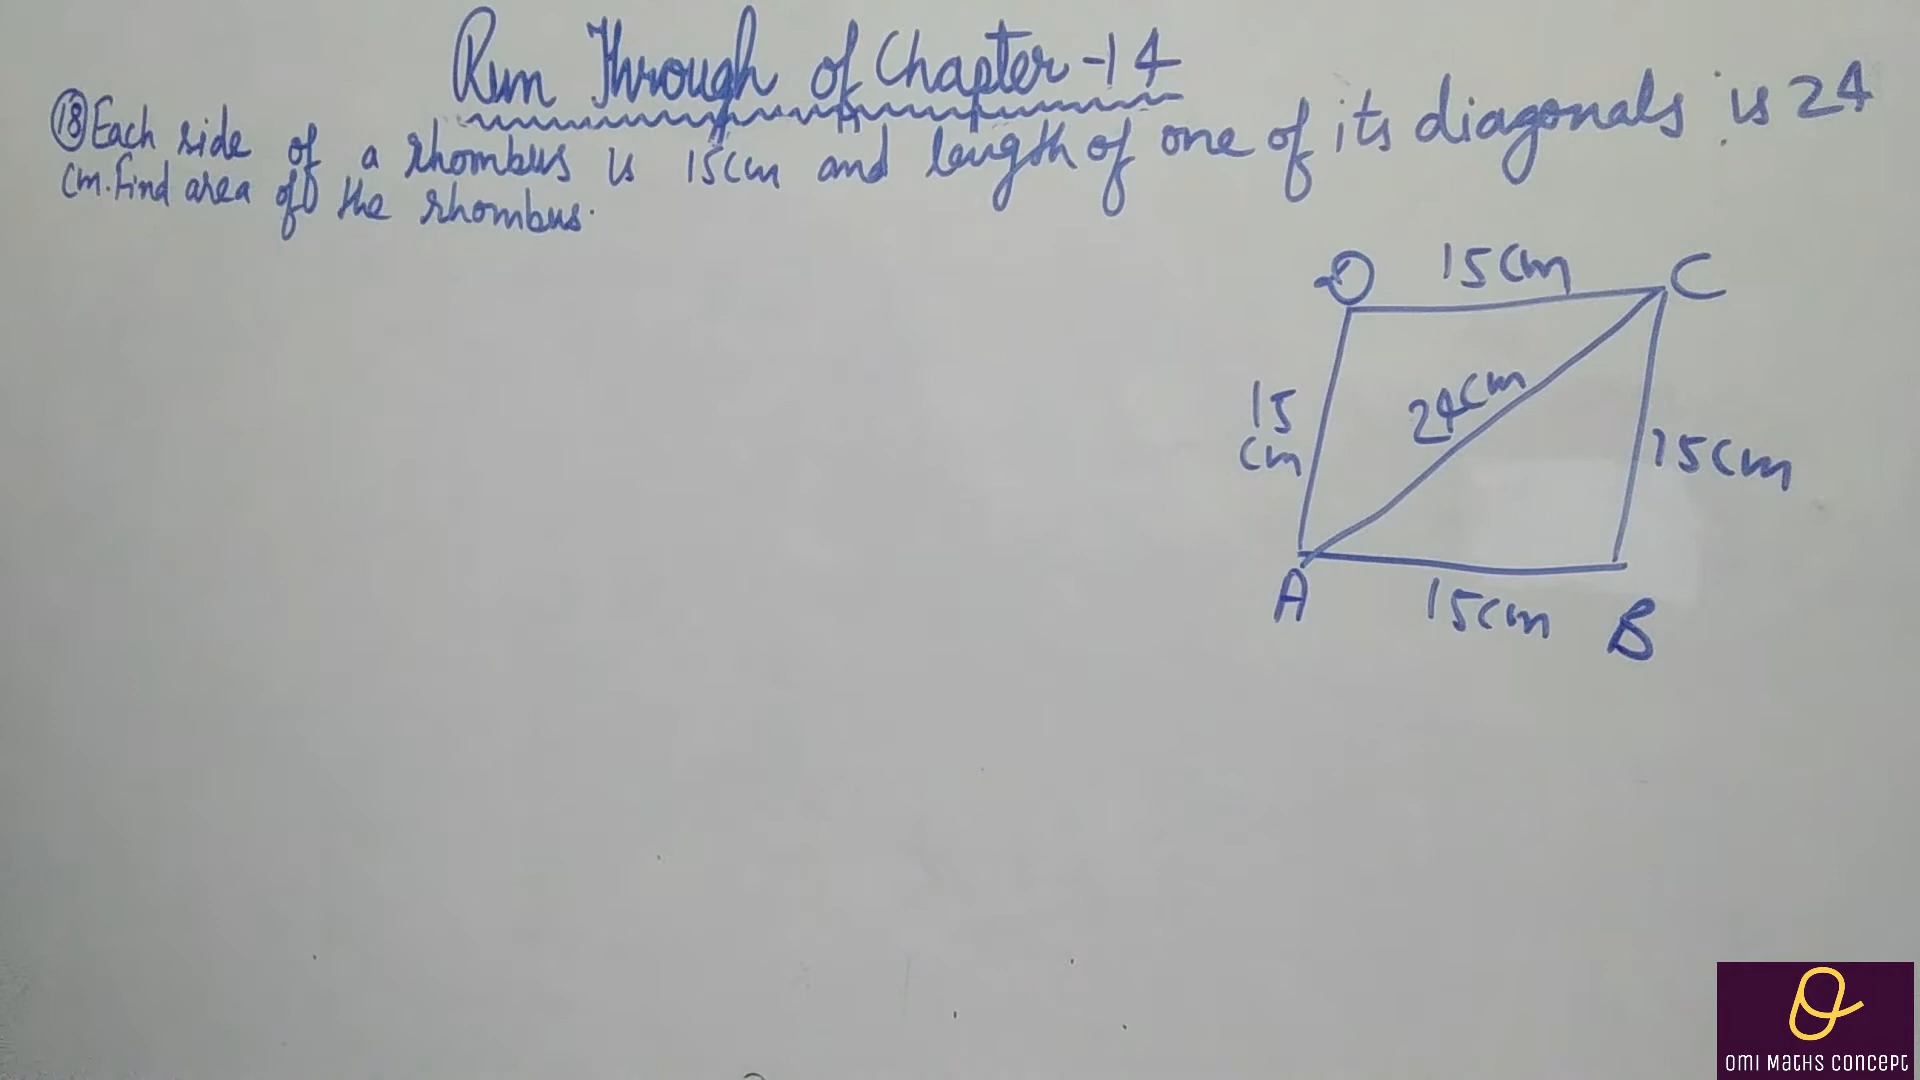 Run Through of Chapter-14
(18) Each side of a rhombus is 15cm and length of one of its diagonals is 24
cm. Find area of the rhombus.
D 15cm C
15
cm
24cm
15cm
A 15cm B
OMI MATHS CONCEPT